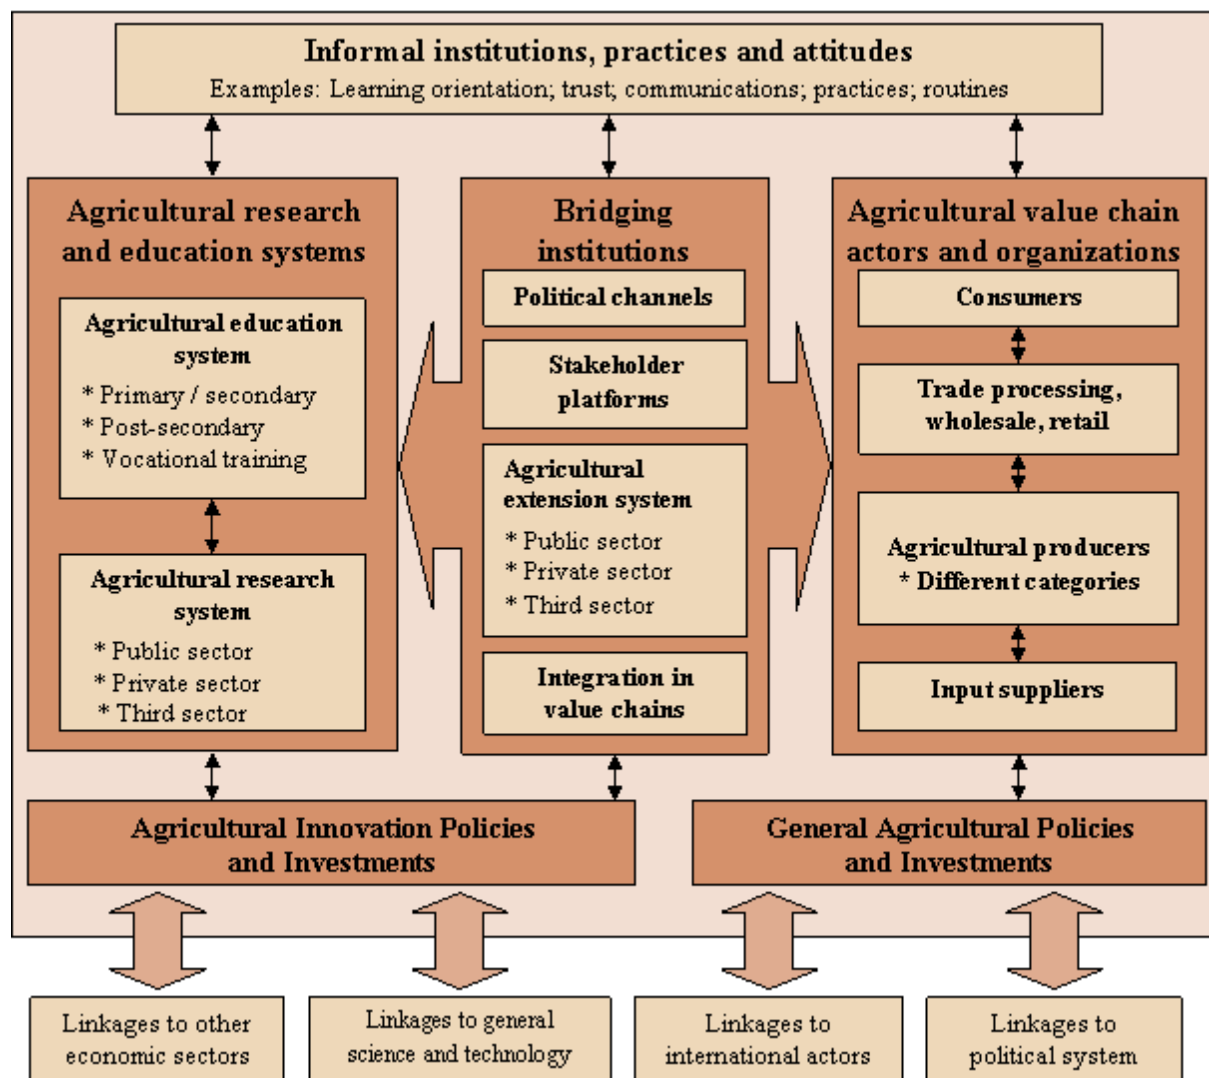 Informal institutions, practices and attitudes
Examples: Learning orientation; trust; communications; practices; routines
Agricultural research
and education systems
Agricultural education
system
* Primary / secondary
* Post-secondary
* Vocational training
Agricultural research
system
* Public sector
* Private sector
* Third sector
Bridging
institutions
Political channels
Stakeholder
platforms
Agricultural
extension system
* Public sector
* Private sector
* Third sector
Integration in
value chains
Agricultural value chain
actors and organizations
Consumers
Trade processing,
wholesale, retail
Agricultural producers
* Different categories
Input suppliers
Agricultural Innovation Policies
and Investments
General Agricultural Policies
and Investments
Linkages to other
economic sectors
Linkages to general
science and technology
Linkages to
international actors
Linkages to
political system